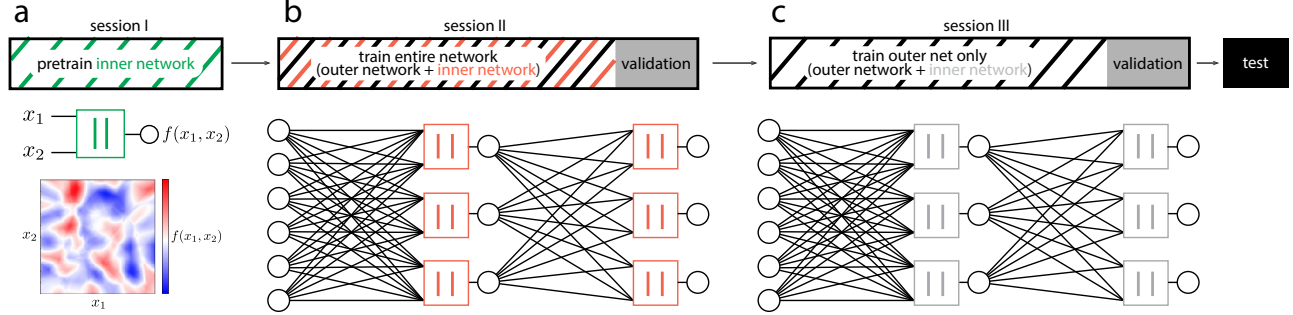 a
session I
pretrain inner network
x₁
x₂
f(x₁, x₂)
x₂
f(x₁, x₂)
x₁
b
session II
train entire network
(outer network + inner network)
validation
c
session III
train outer net only
(outer network + inner network)
validation
test